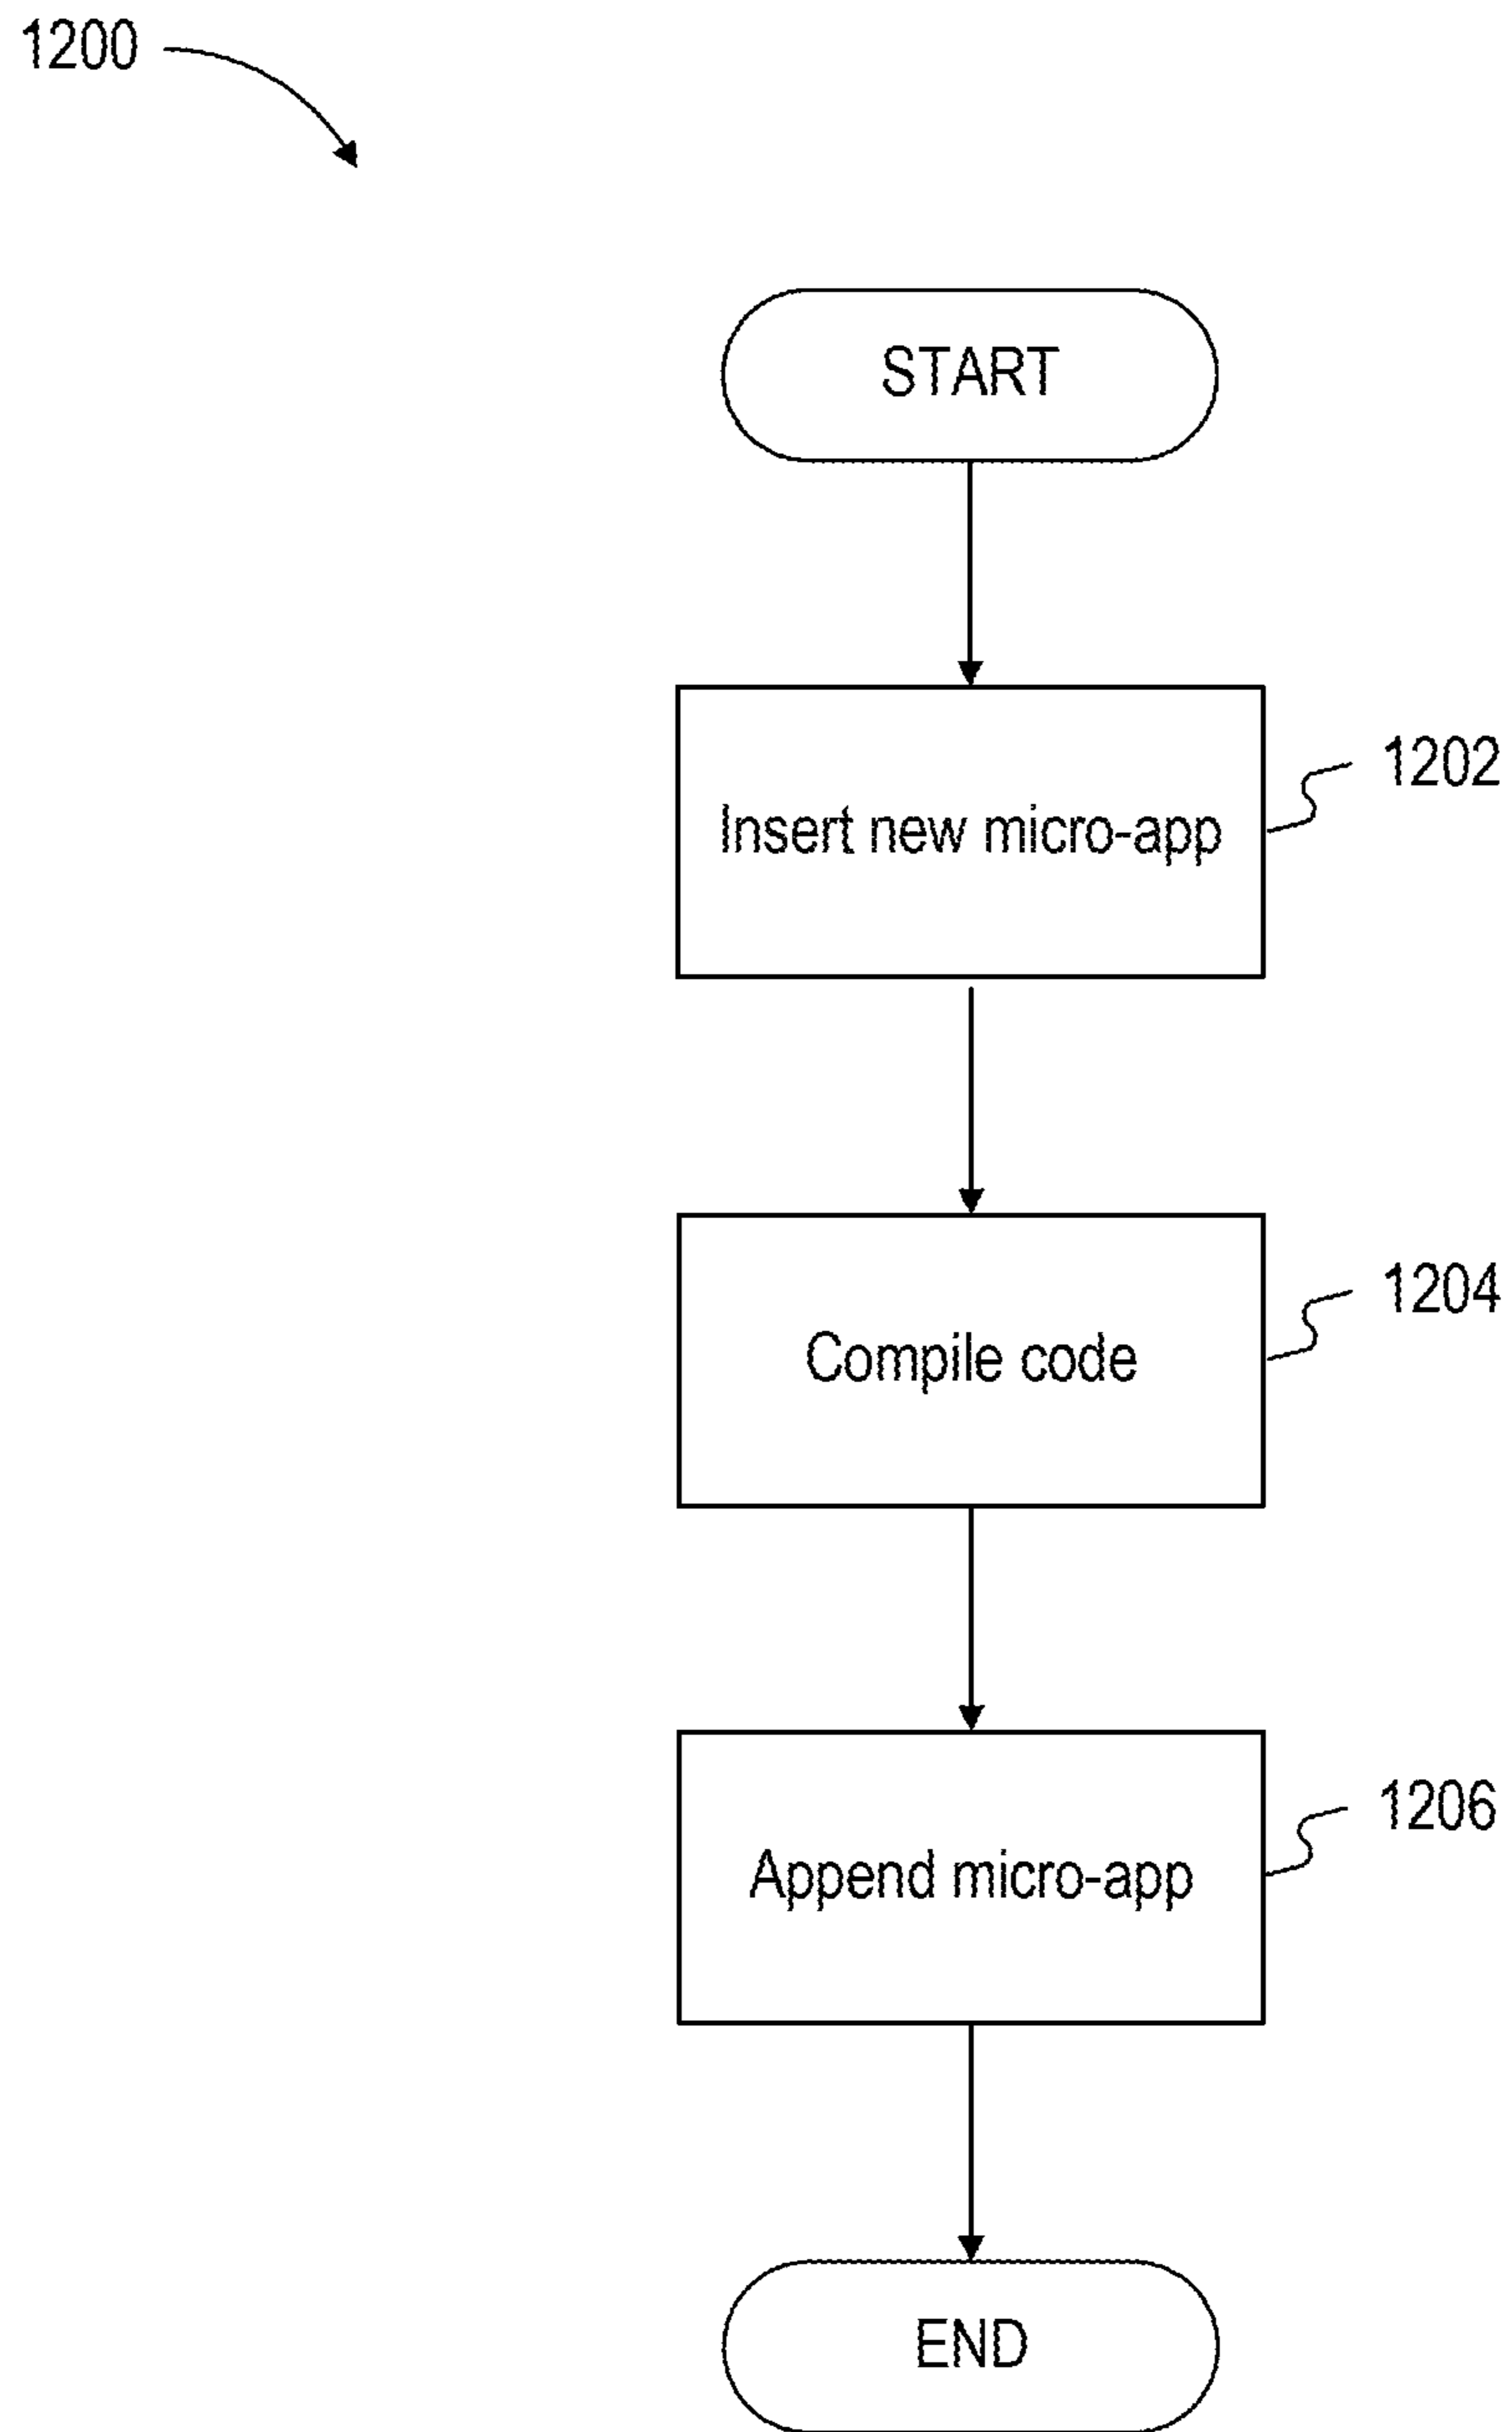 1200
START
Insert new micro-app
1202
Compile code
1204
Append micro-app
1206
END